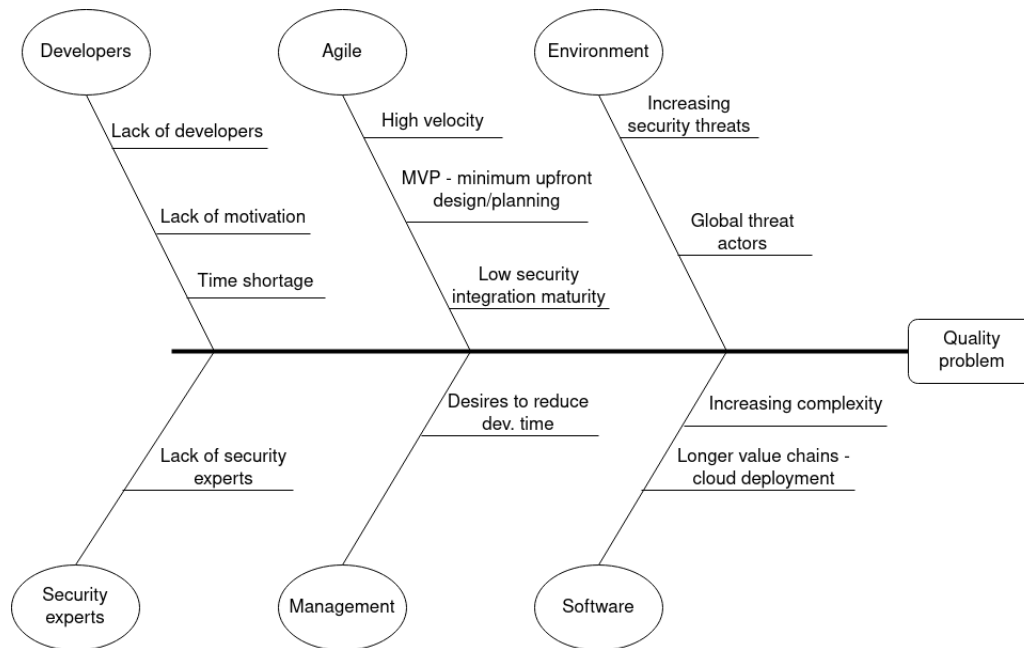 Developers
Agile
Environment
Lack of developers
Lack of motivation
Time shortage
High velocity
MVP - minimum upfront
design/planning
Low security
integration maturity
Increasing
security threats
Global threat
actors
Quality
problem
Lack of security
experts
Desires to reduce
dev. time
Increasing complexity
Longer value chains -
cloud deployment
Security
experts
Management
Software